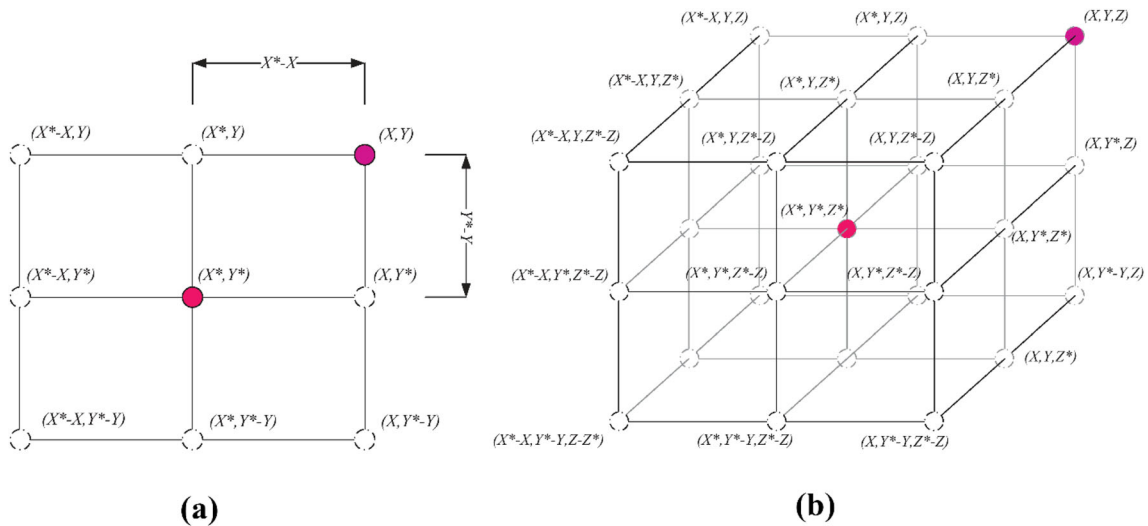 X*-X
(X*-X,Y)
(X*,Y)
(X,Y)
Y*-Y
(X*-X,Y*)
(X*,Y*)
(X,Y*)
(X*-X,Y*-Y)
(X*,Y*-Y)
(X,Y*-Y)
(a)
(X*-X,Y,Z)
(X*,Y,Z)
(X,Y,Z)
(X*-X,Y,Z*)
(X*,Y,Z*)
(X,Y,Z*)
(X*-X,Y,Z*-Z)
(X*,Y,Z*-Z)
(X,Y,Z*-Z)
(X,Y*,Z)
(X*,Y*,Z*)
(X,Y*,Z*)
(X*-X,Y*,Z*-Z)
(X*,Y*,Z*-Z)
(X,Y*,Z*-Z)
(X,Y*-Y,Z)
(X,Y,Z*)
(X*-X,Y*-Y,Z-Z*)
(X*,Y*-Y,Z*-Z)
(X,Y*-Y,Z*-Z)
(b)